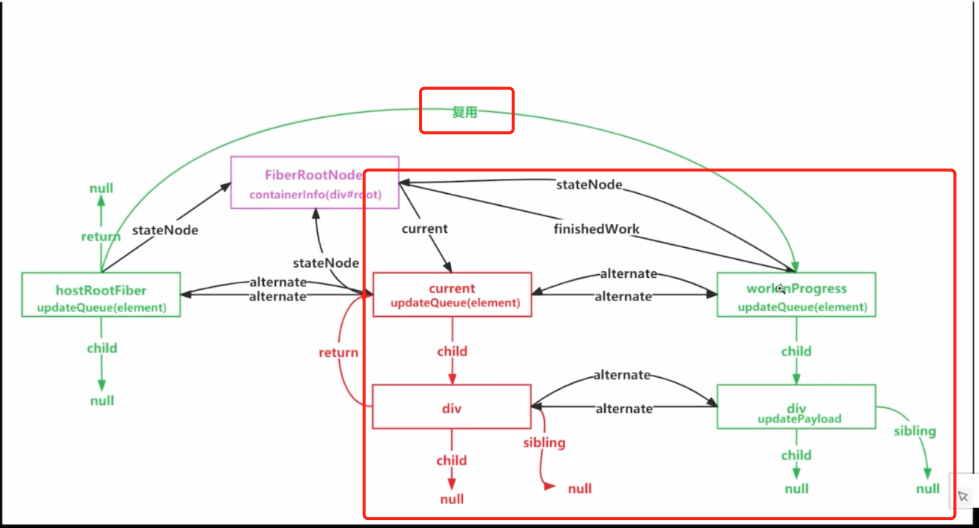 复用
FiberRootNode
containerInfo(div#root)
stateNode
null
return
stateNode
current
finishedWork
stateNode
alternate
alternate
alternate
alternate
hostRootFiber
updateQueue(element)
current
updateQueue(element)
workInProgress
updateQueue(element)
child
return
child
child
null
alternate
alternate
div
div
updatePayload
sibling
sibling
child
child
null
null
null
null